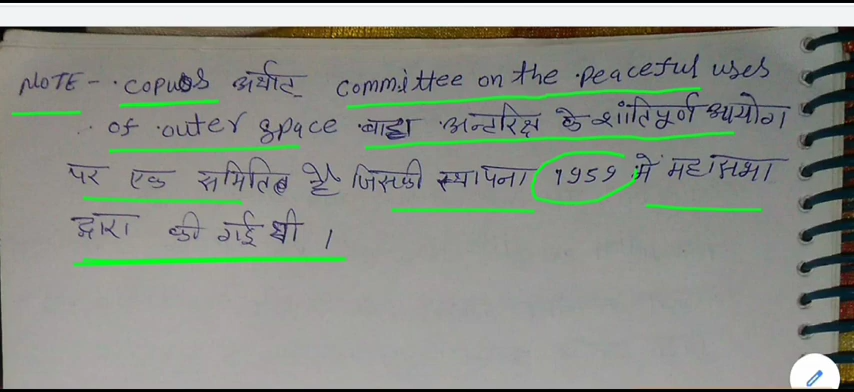 NOTE - COPUOS अर्थात committee on the peaceful uses
of outer space बाह्य अन्तरिक्ष के शांतिपूर्ण आयोग
पर एक समिति है जिसकी स्थापना 1959 में महासभा
द्वारा की गई थी ।